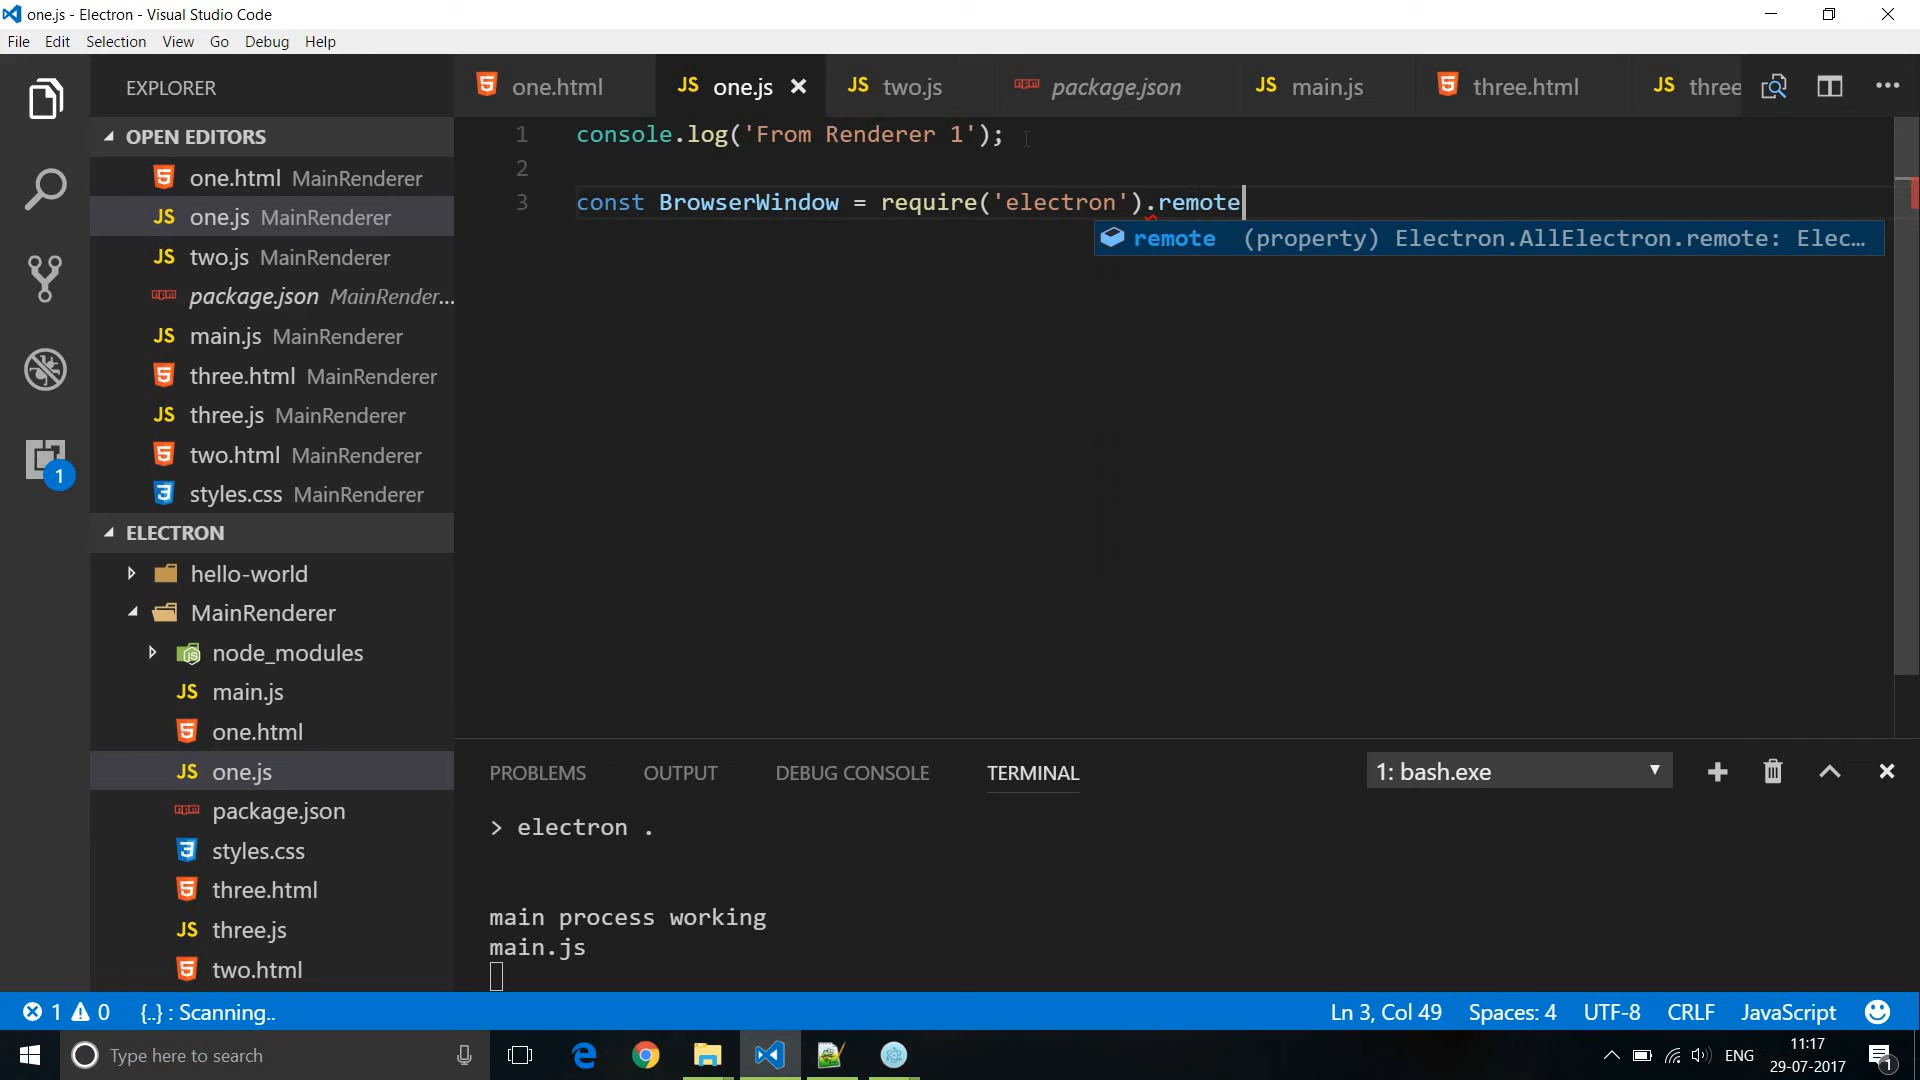 one.js - Electron - Visual Studio Code
File Edit Selection View Go Debug Help
EXPLORER
one.html
JS one.js
JS two.js
package.json
JS main.js
three.html
JS three
OPEN EDITORS
one.html MainRenderer
JS one.js MainRenderer
JS two.js MainRenderer
package.json MainRender...
JS main.js MainRenderer
three.html MainRenderer
JS three.js MainRenderer
two.html MainRenderer
styles.css MainRenderer
ELECTRON
hello-world
MainRenderer
node_modules
JS main.js
one.html
JS one.js
package.json
styles.css
three.html
JS three.js
two.html
1 console.log('From Renderer 1');
2
3 const BrowserWindow = require('electron').remote
remote (property) Electron.AllElectron.remote: Elec...
PROBLEMS OUTPUT DEBUG CONSOLE TERMINAL 1: bash.exe
> electron .
main process working
main.js
1
1 0 {..} : Scanning.. Ln 3, Col 49 Spaces: 4 UTF-8 CRLF JavaScript
Type here to search
ENG
11:17
29-07-2017
1